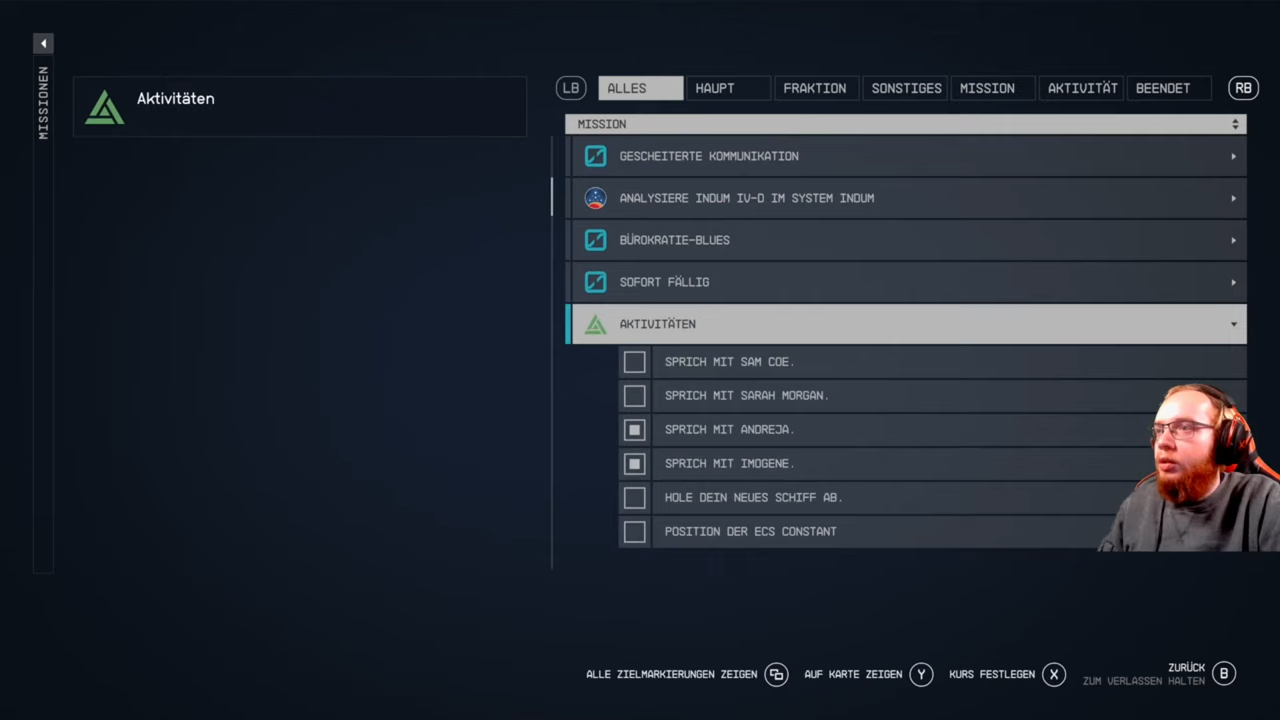 MISSIONEN
Aktivitäten
LB ALLES HAUPT FRAKTION SONSTIGES MISSION AKTIVITÄT BEENDET RB
MISSION
GESCHEITERTE KOMMUNIKATION
ANALYSIERE INDUM IV-D IM SYSTEM INDUM
BÜROKRATIE-BLUES
SOFORT FÄLLIG
AKTIVITÄTEN
SPRICH MIT SAM COE.
SPRICH MIT SARAH MORGAN.
SPRICH MIT ANDREJA.
SPRICH MIT IMOGENE.
HOLE DEIN NEUES SCHIFF AB.
POSITION DER ECS CONSTANT
ALLE ZIELMARKIERUNGEN ZEIGEN AUF KARTE ZEIGEN Y KURS FESTLEGEN X ZURÜCK B
ZUM VERLASSEN HALTEN